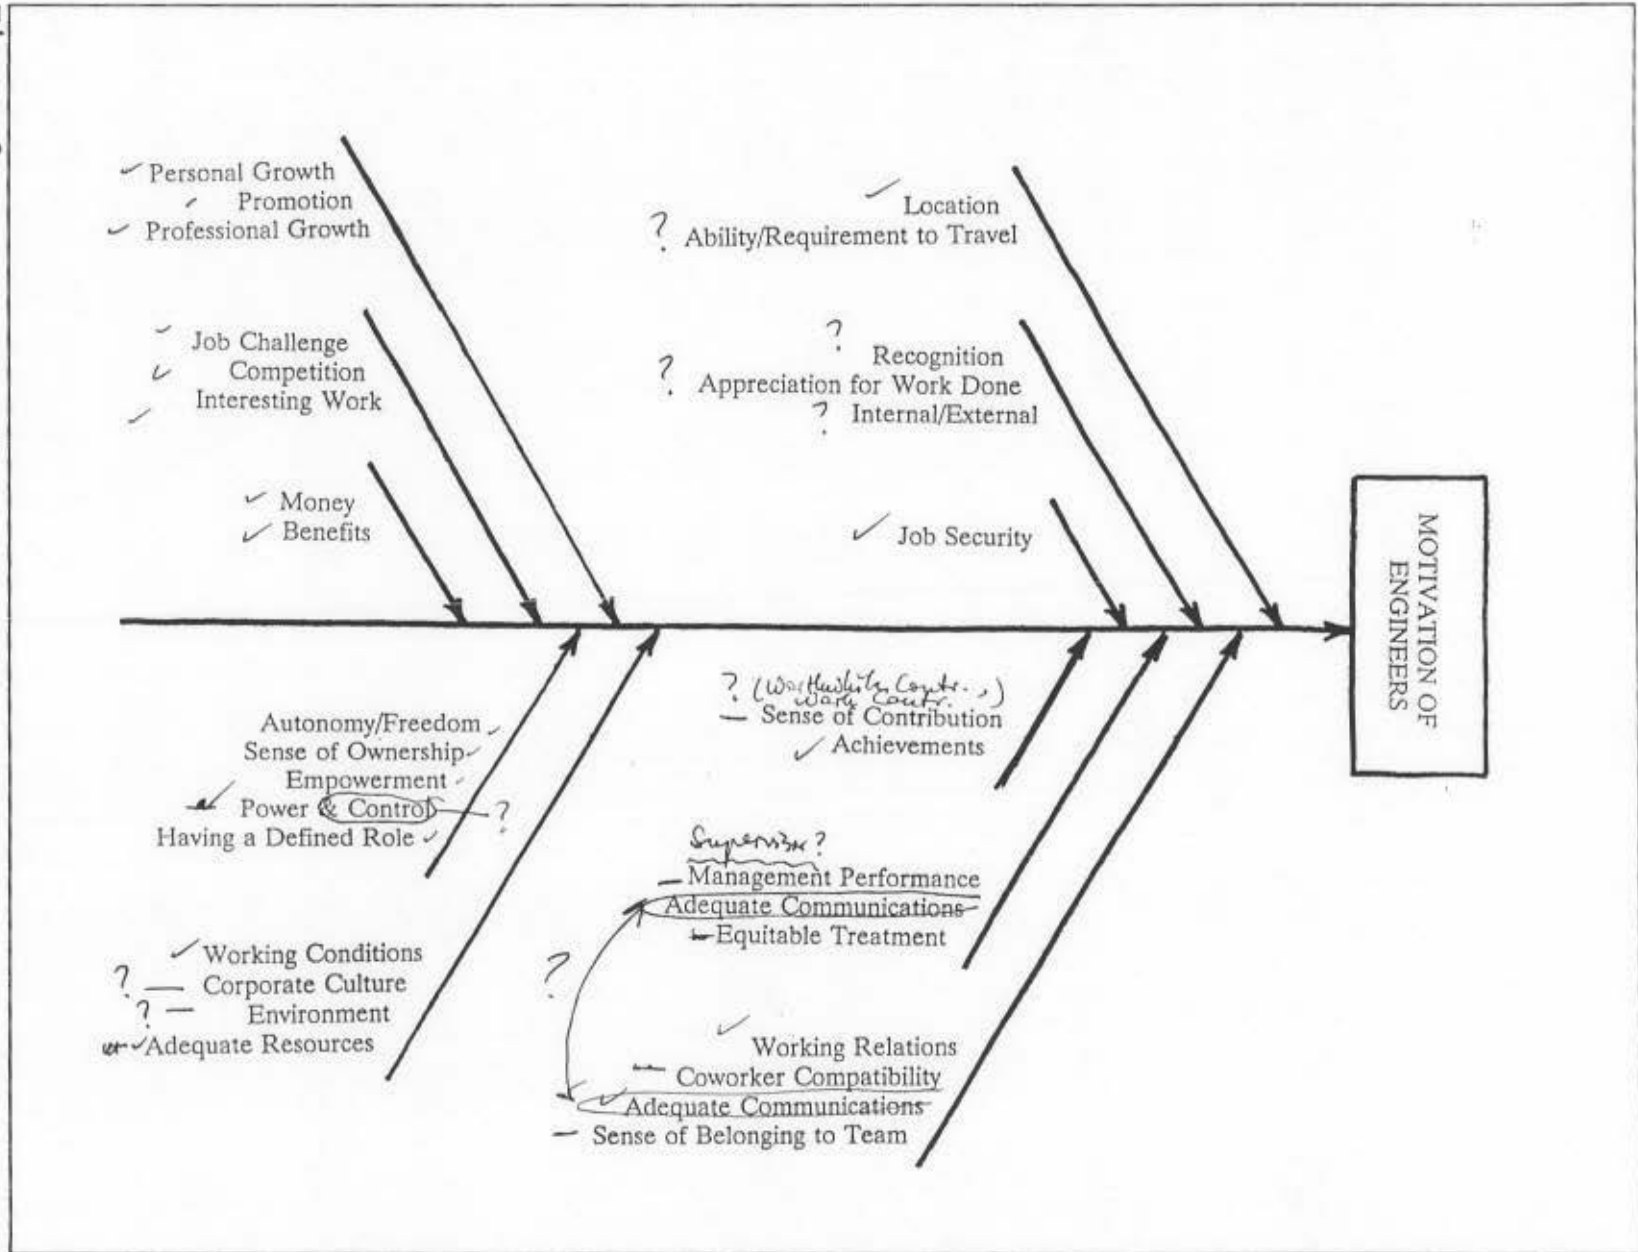 Personal Growth
Promotion
Professional Growth
Job Challenge
Competition
Interesting Work
Money
Benefits
Location
? Ability/Requirement to Travel
? Recognition
? Appreciation for Work Done
? Internal/External
Job Security
MOTIVATION OF
ENGINEERS
Autonomy/Freedom
Sense of Ownership
Empowerment
Power & Control ?
Having a Defined Role
Working Conditions
? Corporate Culture
? Environment
Adequate Resources
?
Sense of Contribution
Achievements
Supervisor?
Management Performance
Adequate Communications
Equitable Treatment
?
Working Relations
Coworker Compatibility
Adequate Communications
Sense of Belonging to Team